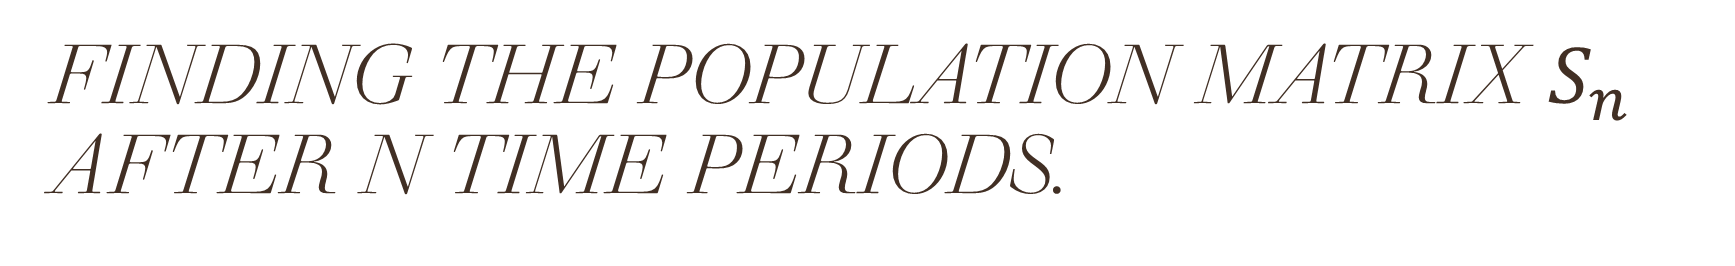 FINDING THE POPULATION MATRIX Sₙ
AFTER N TIME PERIODS.